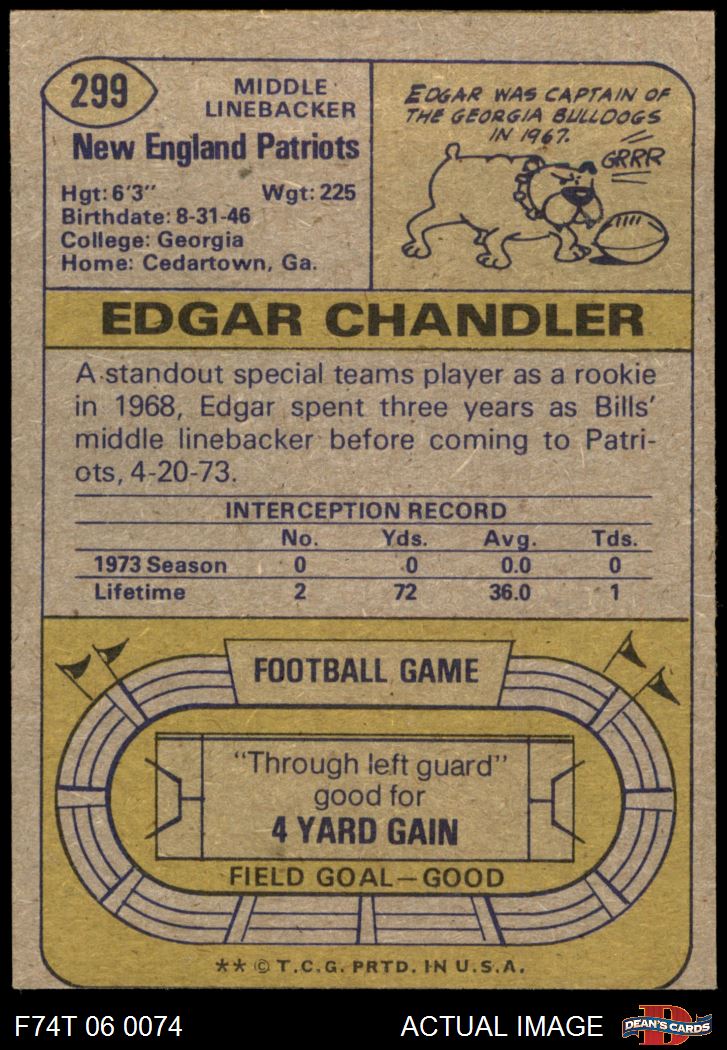 299
MIDDLE
LINEBACKER
New England Patriots
Hgt: 6'3" Wgt: 225
Birthdate: 8-31-46
College: Georgia
Home: Cedartown, Ga.
EDGAR WAS CAPTAIN OF
THE GEORGIA BULLDOGS
IN 1967.
GRRR
EDGAR CHANDLER
A standout special teams player as a rookie
in 1968, Edgar spent three years as Bills'
middle linebacker before coming to Patri-
ots, 4-20-73.
INTERCEPTION RECORD
No. Yds. Avg. Tds.
1973 Season 0 0 0.0 0
Lifetime 2 72 36.0 1
FOOTBALL GAME
"Through left guard"
good for
4 YARD GAIN
FIELD GOAL—GOOD
** © T.C.G. PRTD. IN U.S.A.
F74T 06 0074 ACTUAL IMAGE
D
DEAN'S CARDS